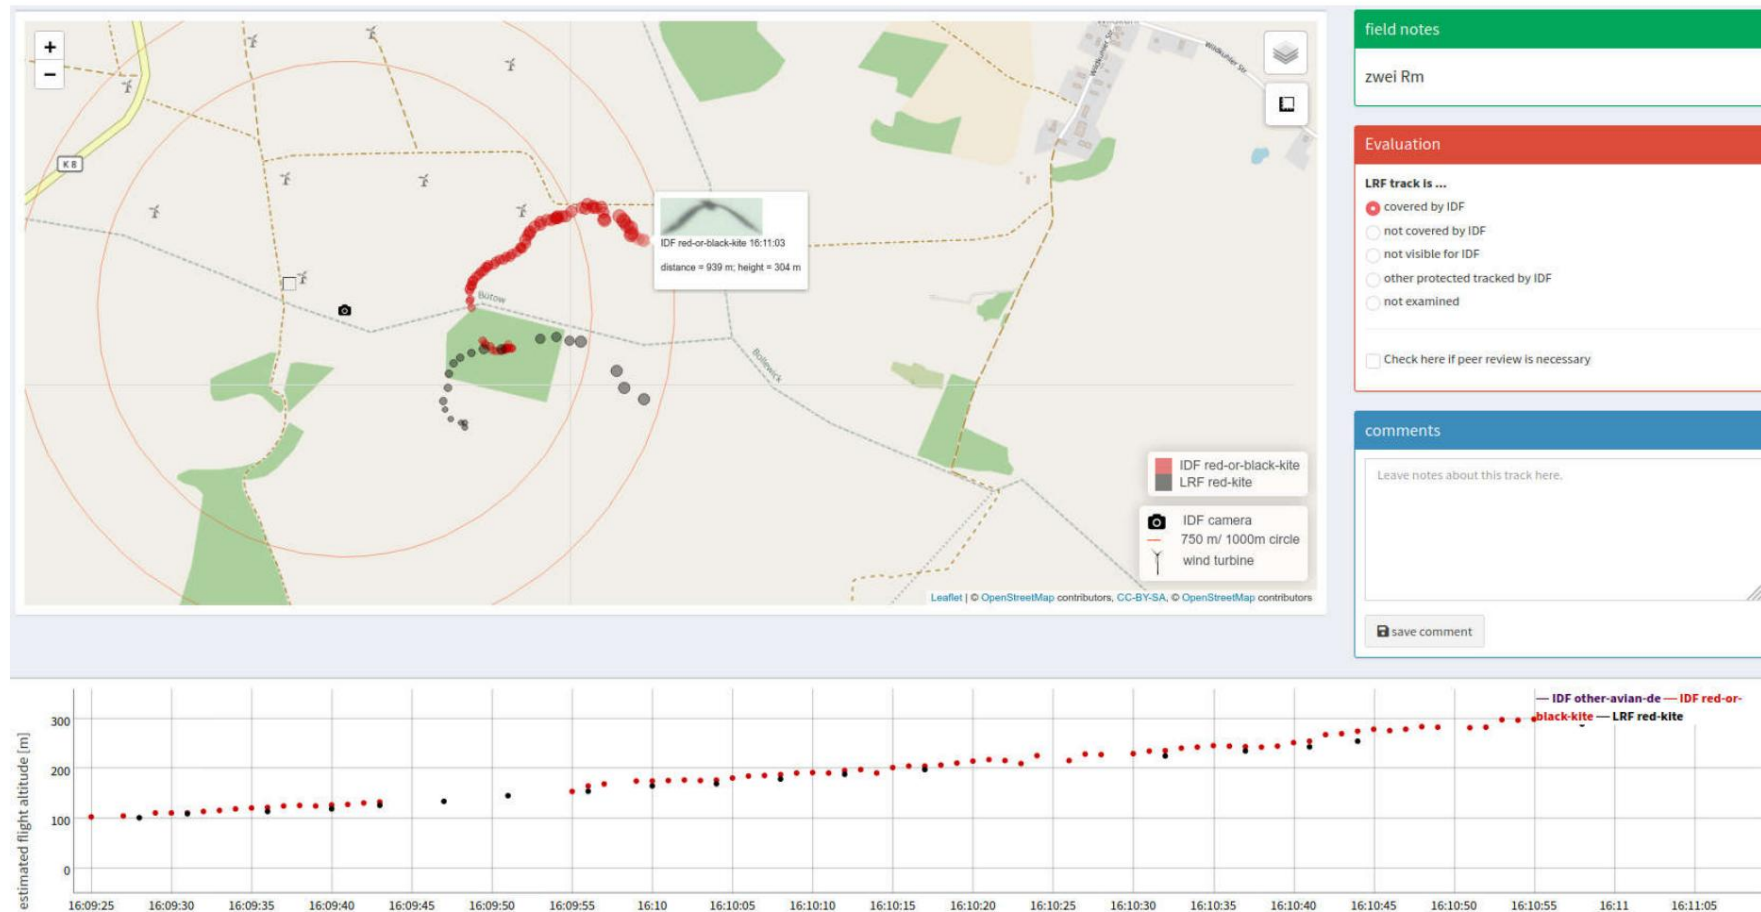 +
−
K 8
Wildkuhler Str.
Wildkuhler Str.
IDF red-or-black-kite 16:11:03
distance = 939 m; height = 304 m
Bütow
Bollewick
IDF red-or-black-kite
LRF red-kite
IDF camera
750 m/ 1000m circle
wind turbine
Leaflet | © OpenStreetMap contributors, CC-BY-SA, © OpenStreetMap contributors
field notes
zwei Rm
Evaluation
LRF track is ...
covered by IDF
not covered by IDF
not visible for IDF
other protected tracked by IDF
not examined
Check here if peer review is necessary
comments
Leave notes about this track here.
save comment
— IDF other-avian-de — IDF red-or-
black-kite — LRF red-kite
estimated flight altitude [m]
300
200
100
0
16:09:25 16:09:30 16:09:35 16:09:40 16:09:45 16:09:50 16:09:55 16:10 16:10:05 16:10:10 16:10:15 16:10:20 16:10:25 16:10:30 16:10:35 16:10:40 16:10:45 16:10:50 16:10:55 16:11 16:11:05